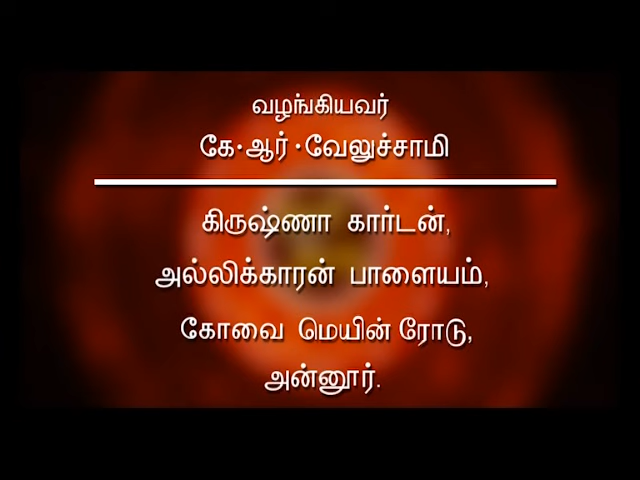 வழங்கியவர்
கே·ஆர்·வேலுச்சாமி
கிருஷ்ணா கார்டன்,
அல்லிக்காரன் பாளையம்,
கோவை மெயின் ரோடு,
அன்னூர்.